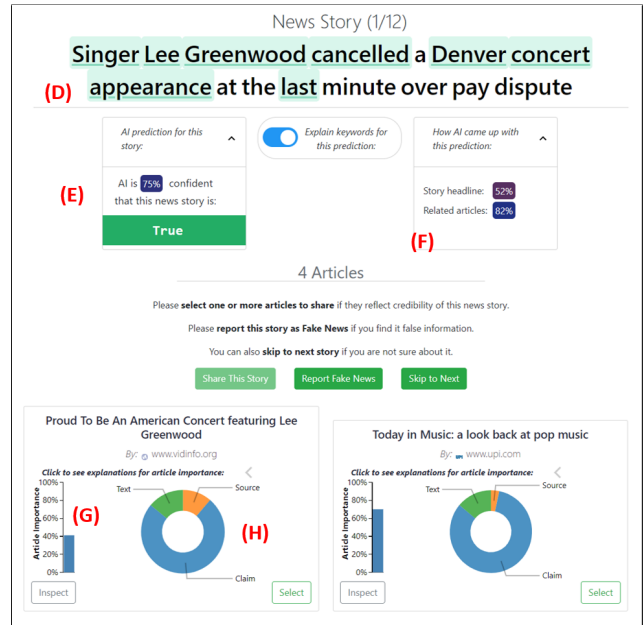 News Story (1/12)
Singer Lee Greenwood cancelled a Denver concert
appearance at the last minute over pay dispute
(D)
AI prediction for this
story:
Explain keywords for
this prediction:
How AI came up with
this prediction:
(E)
AI is 75% confident
that this news story is:
True
Story headline: 52%
Related articles: 82%
(F)
4 Articles
Please select one or more articles to share if they reflect credibility of this news story.
Please report this story as Fake News if you find it false information.
You can also skip to next story if you are not sure about it.
Share This Story Report Fake News Skip to Next
Proud To Be An American Concert featuring Lee
Greenwood
By: www.vidinfo.org
Click to see explanations for article importance:
Article Importance
100%
80%
60%
40%
20%
0%
(G)
Text
Source
(H)
Claim
Inspect Select
Today in Music: a look back at pop music
By: www.upi.com
Click to see explanations for article importance:
Article Importance
100%
80%
60%
40%
20%
0%
Text
Source
Claim
Inspect Select